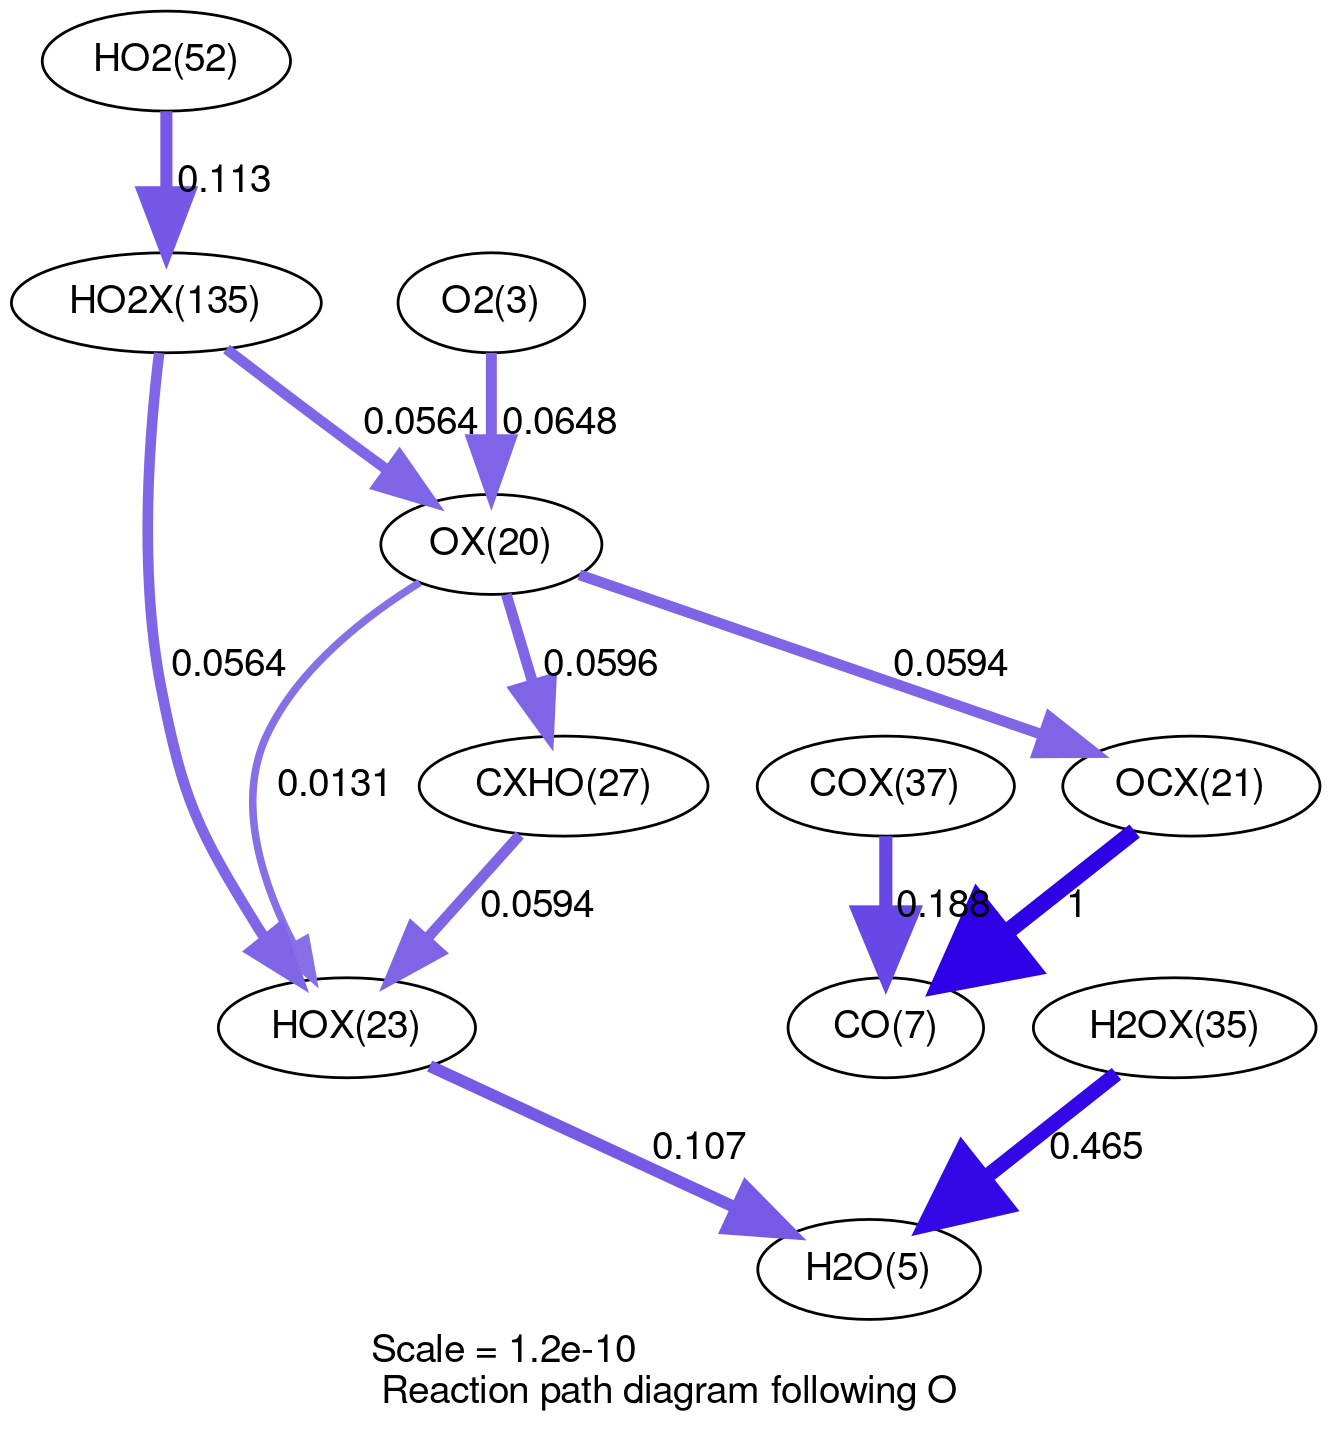 HO2(52)
0.113
HO2X(135)
O2(3)
0.0564
0.0648
OX(20)
0.0564
0.0596
0.0594
0.0131
CXHO(27)
COX(37)
OCX(21)
0.0594
0.188
1
HOX(23)
CO(7)
H2OX(35)
0.107
0.465
H2O(5)
Scale = 1.2e-10
Reaction path diagram following O